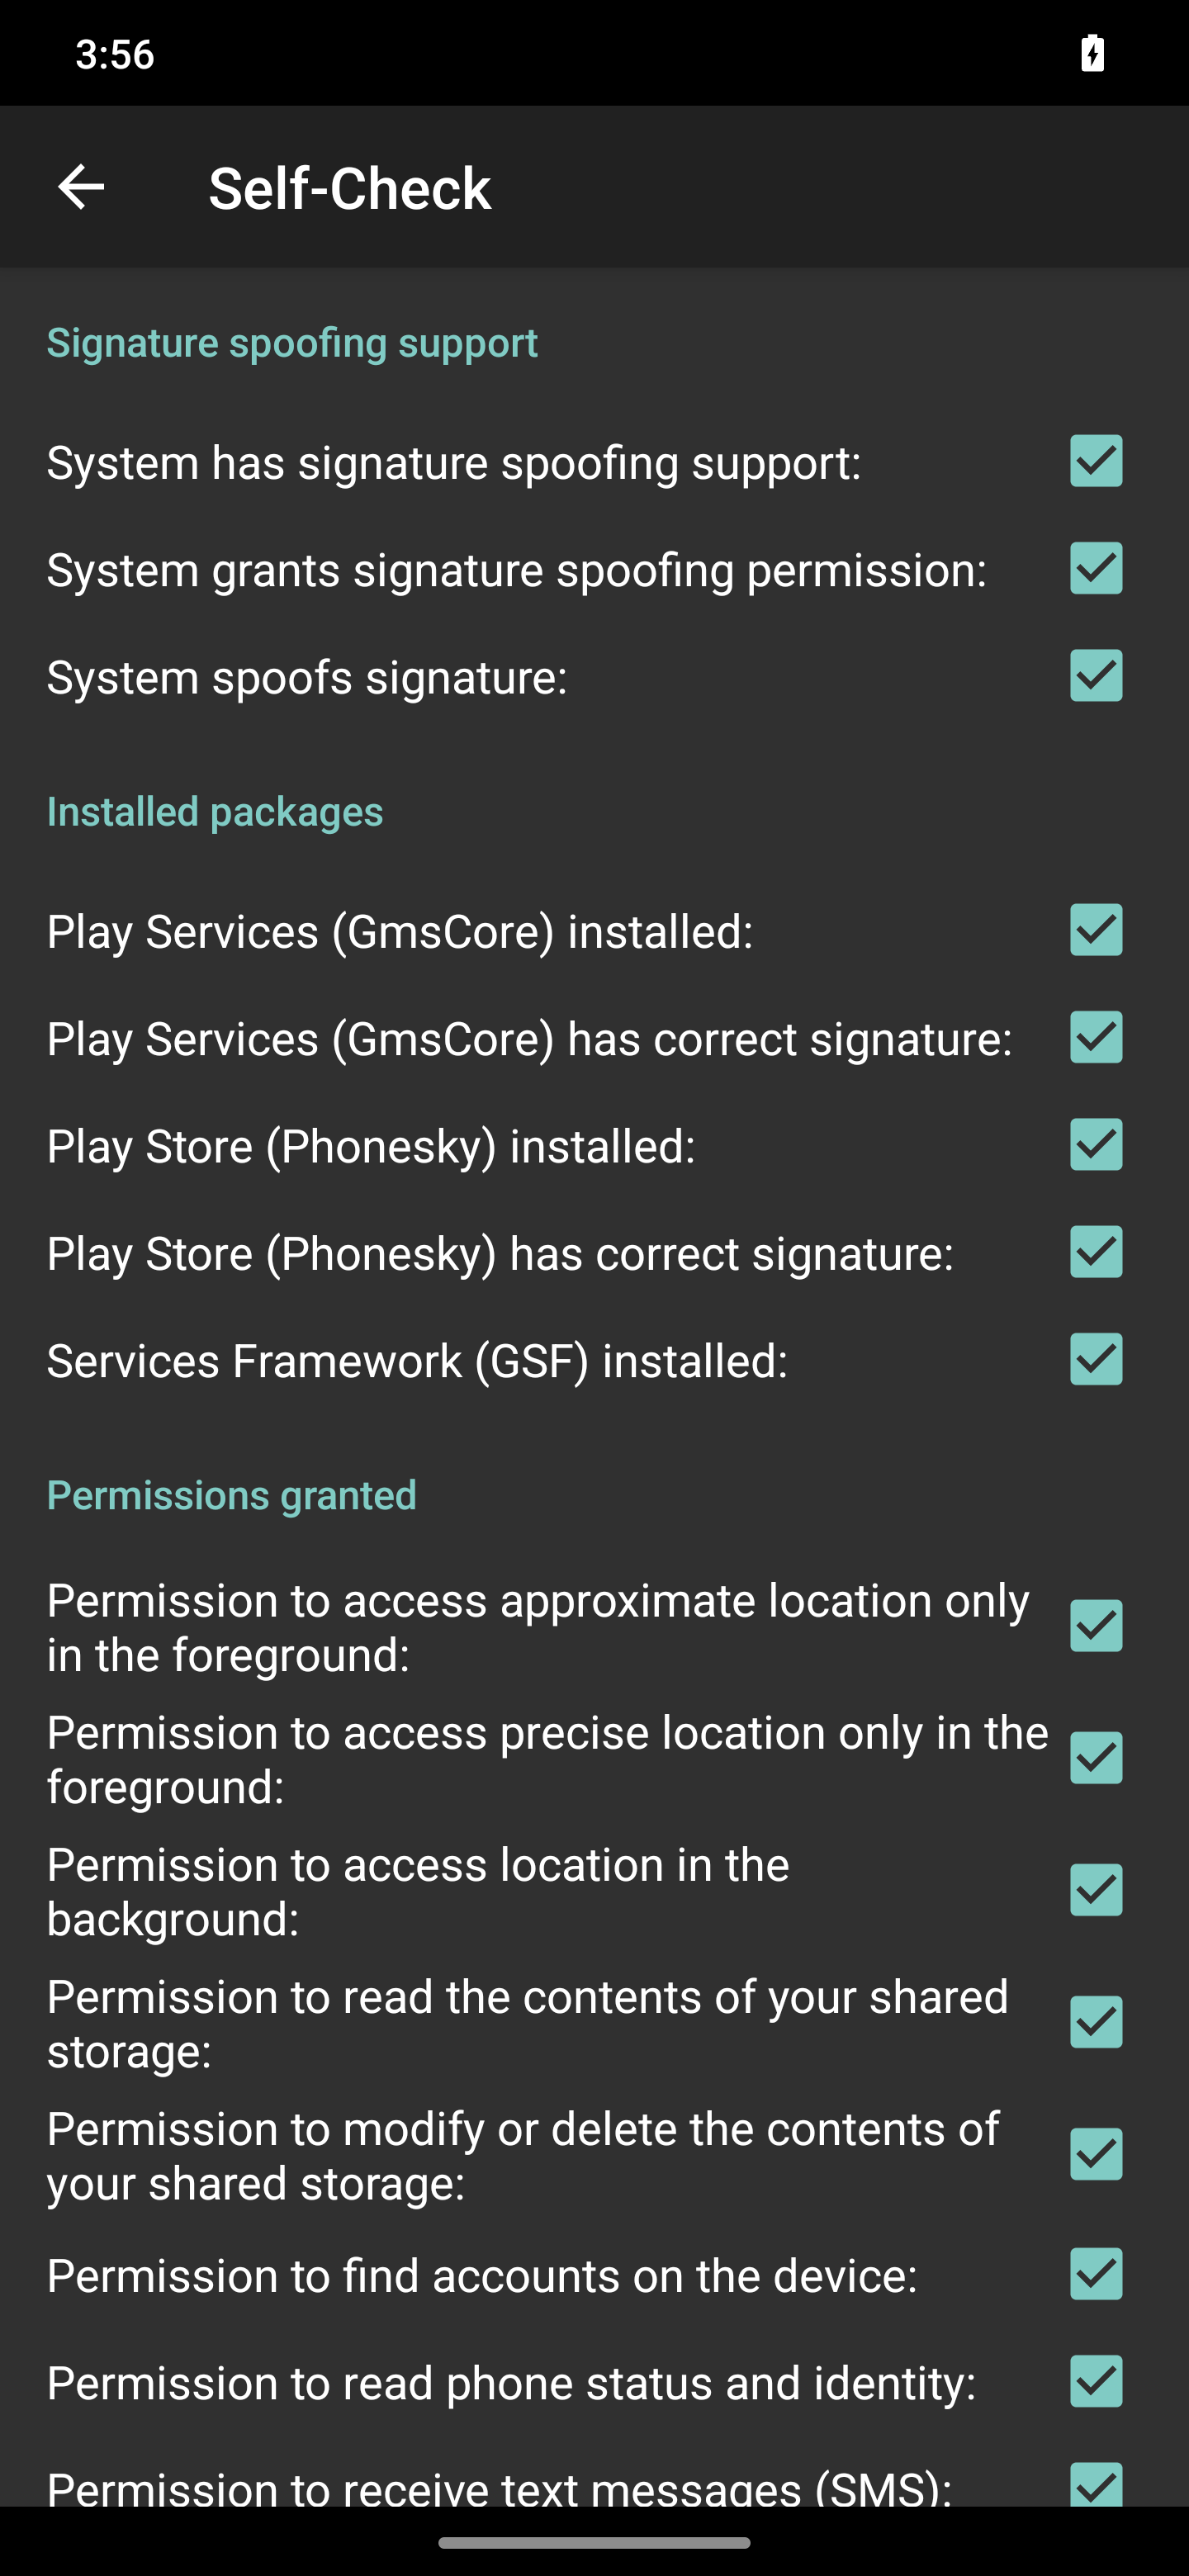 3:56
Self-Check
Signature spoofing support
System has signature spoofing support:
System grants signature spoofing permission:
System spoofs signature:
Installed packages
Play Services (GmsCore) installed:
Play Services (GmsCore) has correct signature:
Play Store (Phonesky) installed:
Play Store (Phonesky) has correct signature:
Services Framework (GSF) installed:
Permissions granted
Permission to access approximate location only
in the foreground:
Permission to access precise location only in the
foreground:
Permission to access location in the
background:
Permission to read the contents of your shared
storage:
Permission to modify or delete the contents of
your shared storage:
Permission to find accounts on the device:
Permission to read phone status and identity:
Permission to receive text messages (SMS):